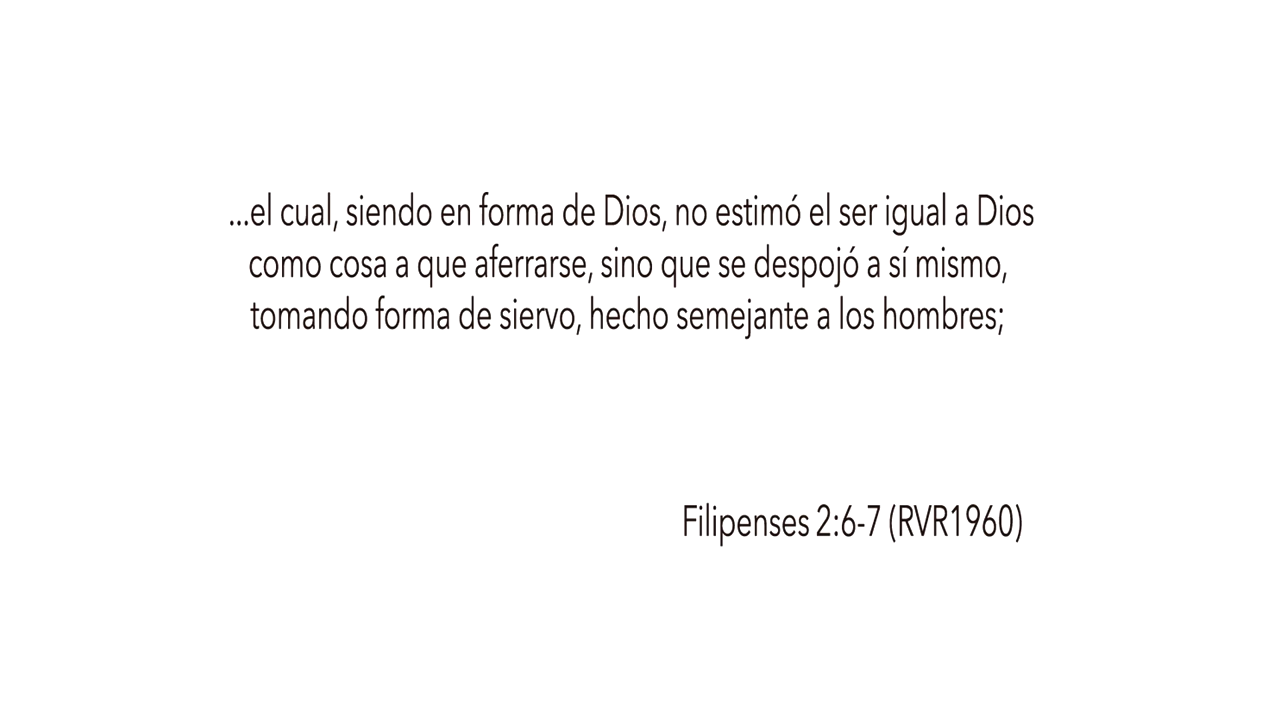 ...el cual, siendo en forma de Dios, no estimó el ser igual a Dios
como cosa a que aferrarse, sino que se despojó a sí mismo,
tomando forma de siervo, hecho semejante a los hombres;
Filipenses 2:6-7 (RVR1960)